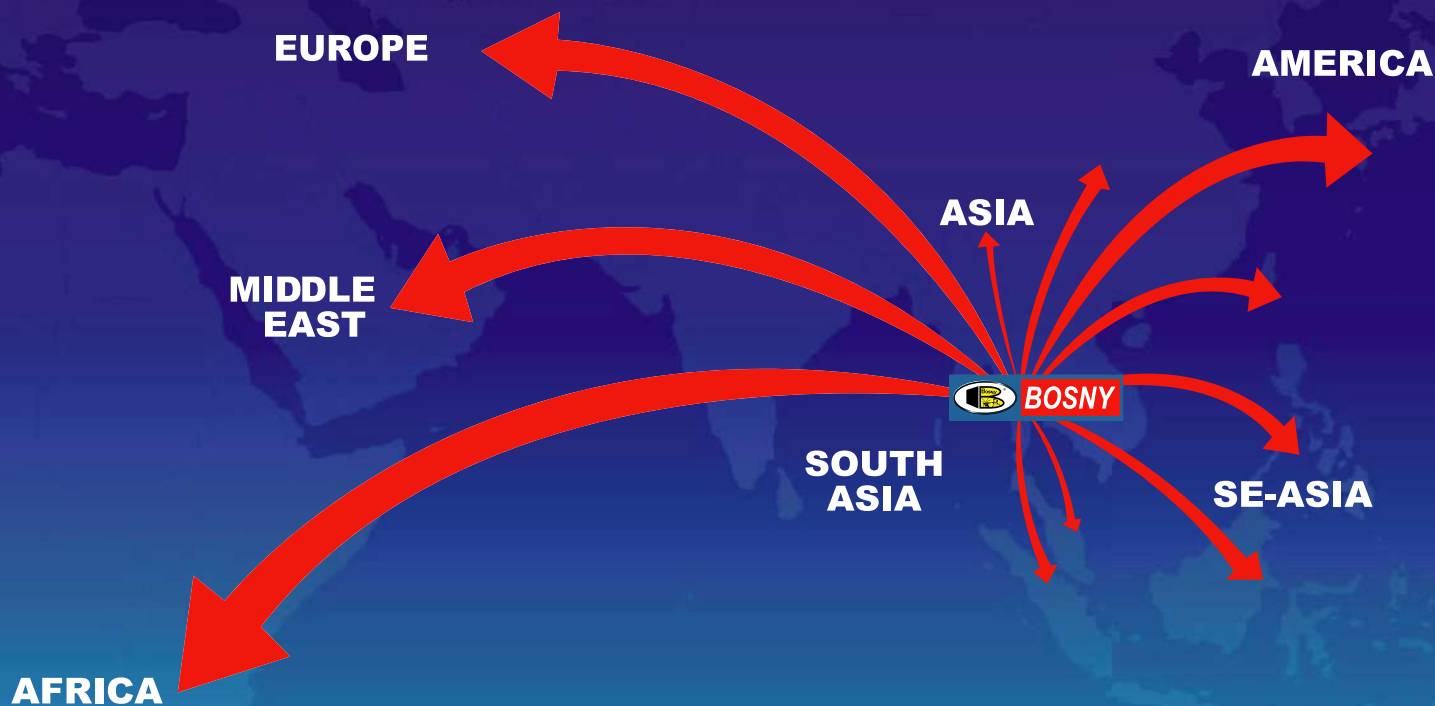 EUROPE
AMERICA
ASIA
MIDDLE
EAST
BOSNY
SOUTH
ASIA
SE-ASIA
AFRICA